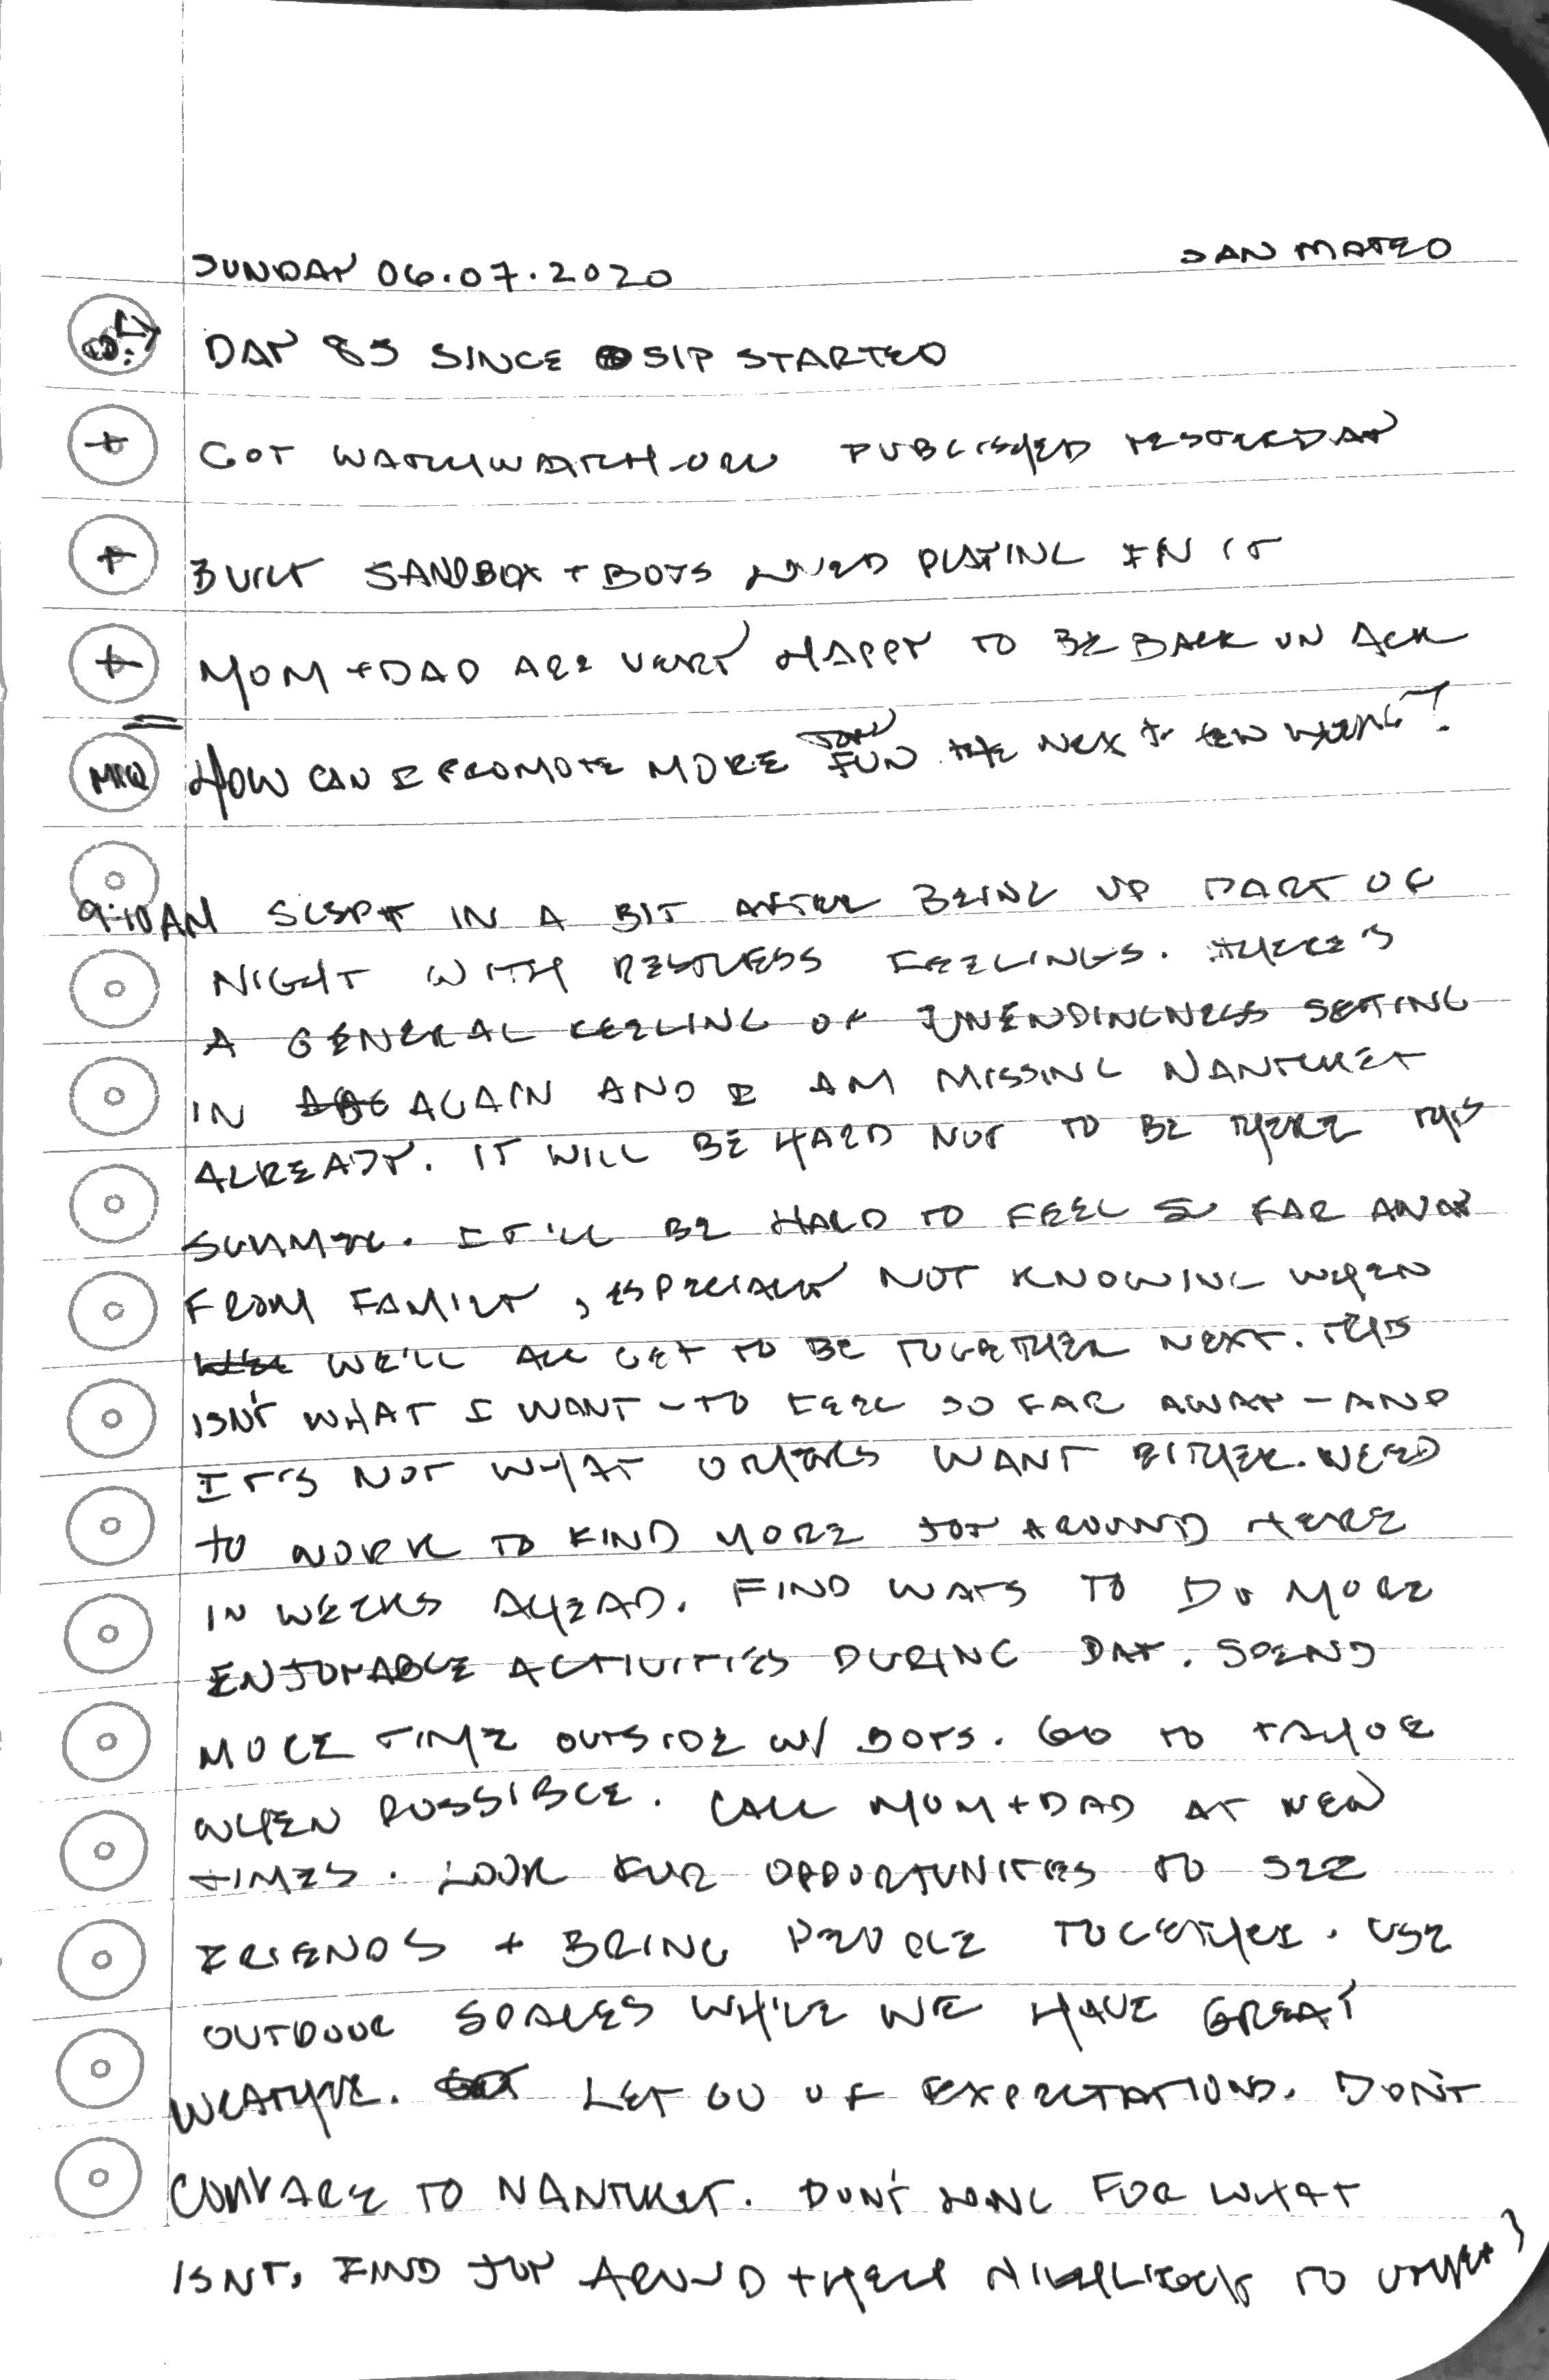 SUNDAY 06.07.2020
SAN MATEO
DAY 85 SINCE SIP STARTED
+ GOT WATCHWATCH PUBLISHED YESTERDAY
+ BUILT SANDBOX + BOYS LOVED PLAYING IN IT
+ MOM + DAD ARE VERY HAPPY TO BE BACK ON ACK
JOY
MIQ HOW CAN I PROMOTE MORE FUN THE NEXT FEW WEEKS?
9:10AM SLEPT IN A BIT AFTER BEING UP PART OF
NIGHT WITH RESTLESS FEELINGS. THERE'S
A GENERAL FEELING OF UNENDINGNESS SETTING
IN AGAIN AND I AM MISSING NANTUCKET
ALREADY. IT WILL BE HARD NOT TO BE THERE THIS
SUMMER. IT'LL BE HARD TO FEEL SO FAR AWAY
FROM FAMILY, ESPECIALLY NOT KNOWING WHEN
WE'LL WE'LL ALL GET TO BE TOGETHER NEXT. THIS
ISN'T WHAT I WANT - TO FEEL SO FAR AWAY - AND
IT'S NOT WHAT OTHERS WANT EITHER. NEED
TO WORK TO FIND MORE JOY AROUND HERE
IN WEEKS AHEAD. FIND WAYS TO DO MORE
ENJOYABLE ACTIVITIES DURING DAY. SPEND
MORE TIME OUTSIDE W/ BOYS. GO TO TAHOE
WHEN POSSIBLE. CALL MOM + DAD AT NEW
TIMES. LOOK FOR OPPORTUNITIES TO SEE
FRIENDS + BRING PEOPLE TOGETHER. USE
OUTDOOR SPACES WHILE WE HAVE GREAT
WEATHER. LET GO OF EXPECTATIONS. DON'T
COMPARE TO NANTUCKET. DON'T LONG FOR WHAT
ISNT. FIND JOY AROUND + HELP HIGHLIGHT TO